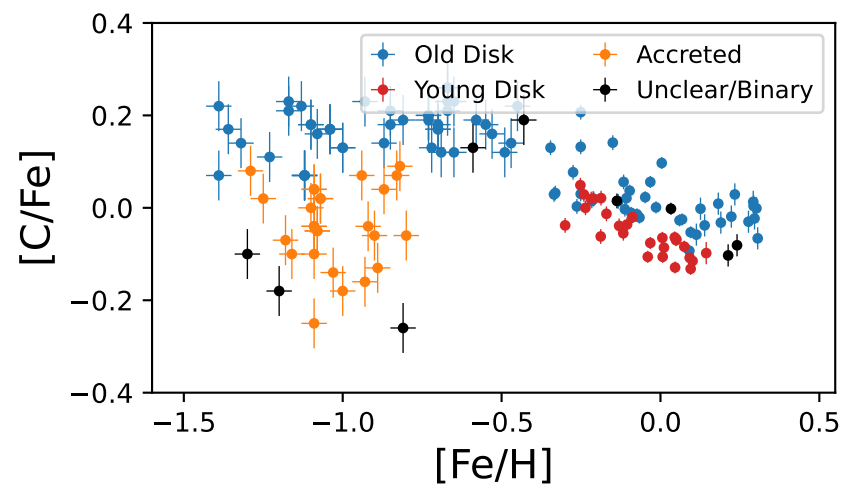 0.4
Old Disk
Accreted
Young Disk
Unclear/Binary
0.2
[C/Fe]
0.0
−0.2
−0.4
−1.5
−1.0
−0.5
0.0
0.5
[Fe/H]